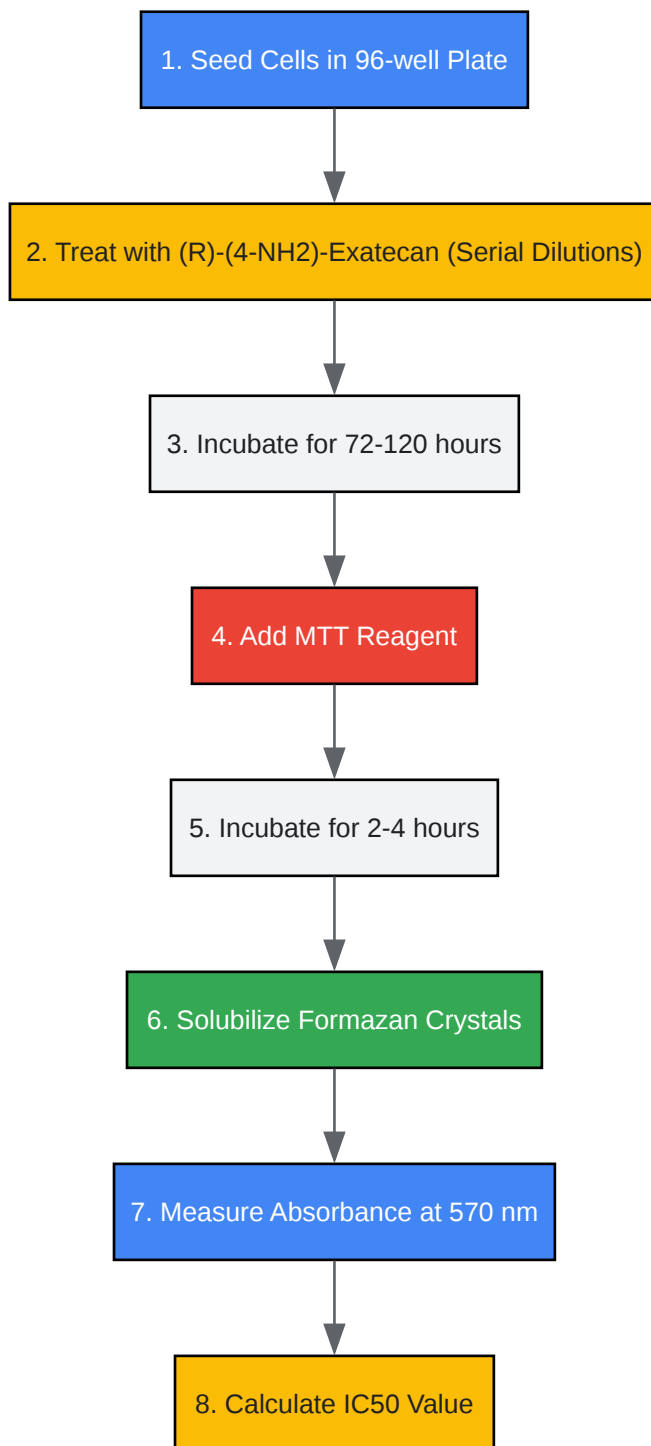 1. Seed Cells in 96-well Plate
2. Treat with (R)-(4-NH2)-Exatecan (Serial Dilutions)
3. Incubate for 72-120 hours
4. Add MTT Reagent
5. Incubate for 2-4 hours
6. Solubilize Formazan Crystals
7. Measure Absorbance at 570 nm
8. Calculate IC50 Value